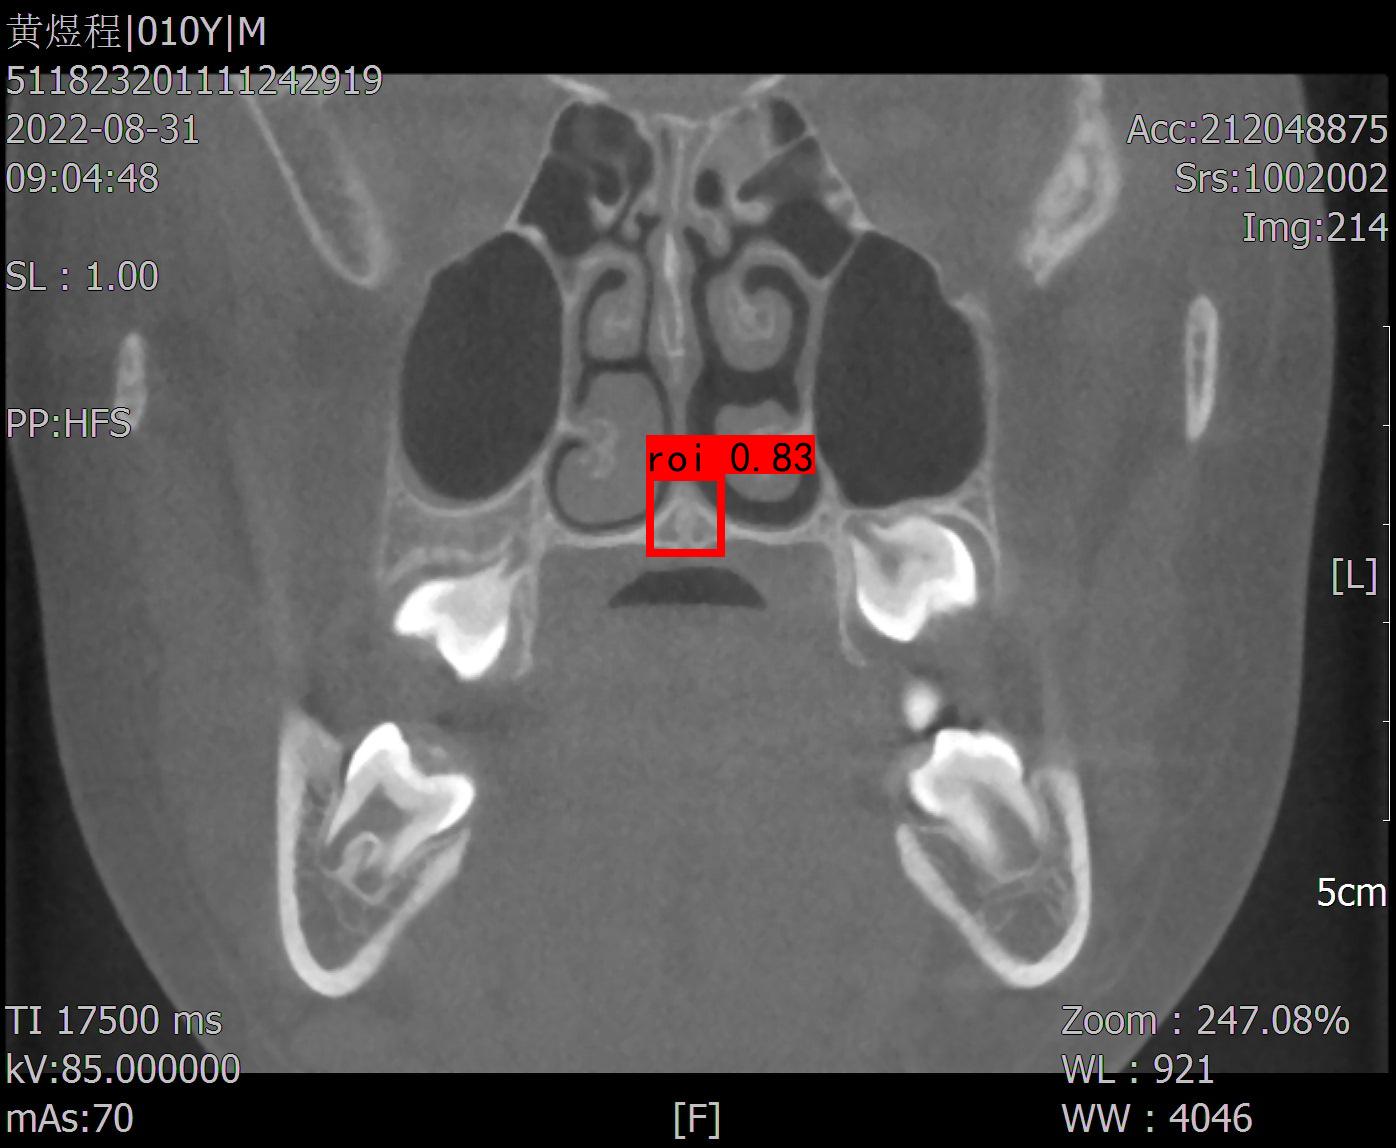 黄煜程|010Y|M
511823201111242919
2022-08-31
09:04:48
SL : 1.00
PP:HFS
Acc:212048875
Srs:1002002
Img:214
roi 0.83
[L]
5cm
TI 17500 ms
kV:85.000000
mAs:70
[F]
Zoom : 247.08%
WL : 921
WW : 4046